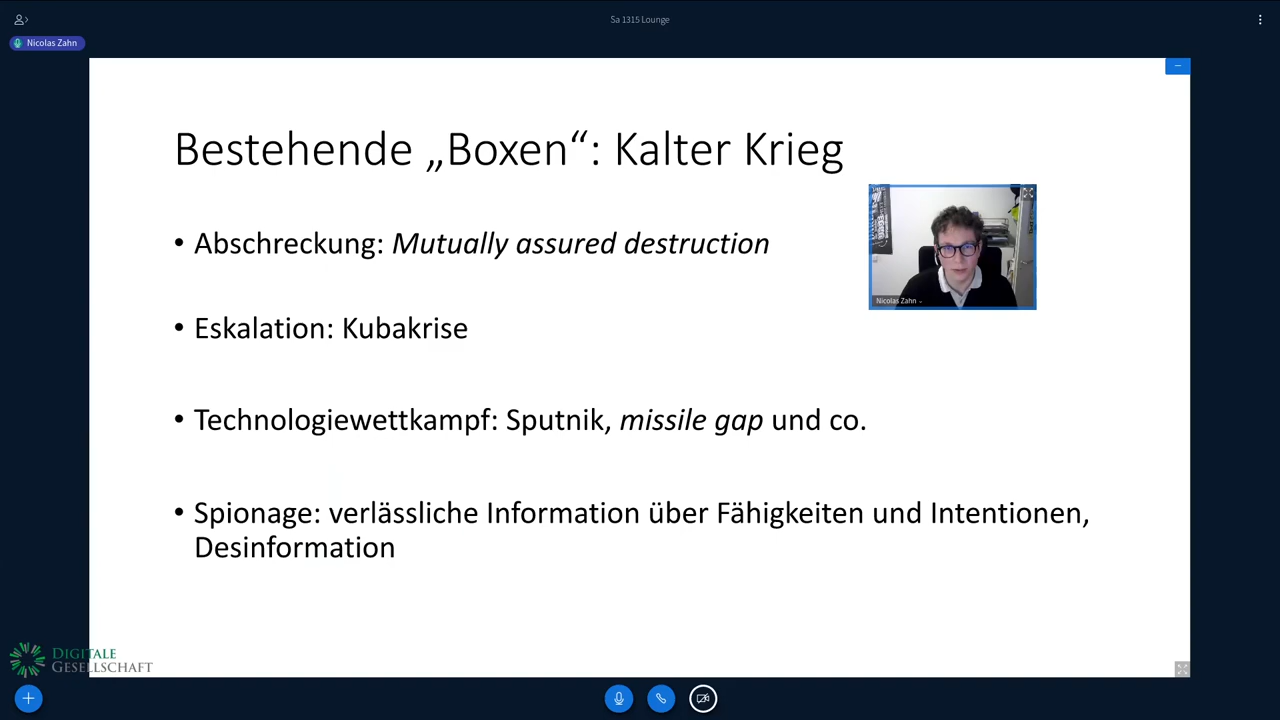 Sa 1315 Lounge
Nicolas Zahn
Bestehende „Boxen“: Kalter Krieg
• Abschreckung: Mutually assured destruction
Nicolas Zahn
• Eskalation: Kubakrise
• Technologiewettkampf: Sputnik, missile gap und co.
• Spionage: verlässliche Information über Fähigkeiten und Intentionen,
Desinformation
DIGITALE
GESELLSCHAFT